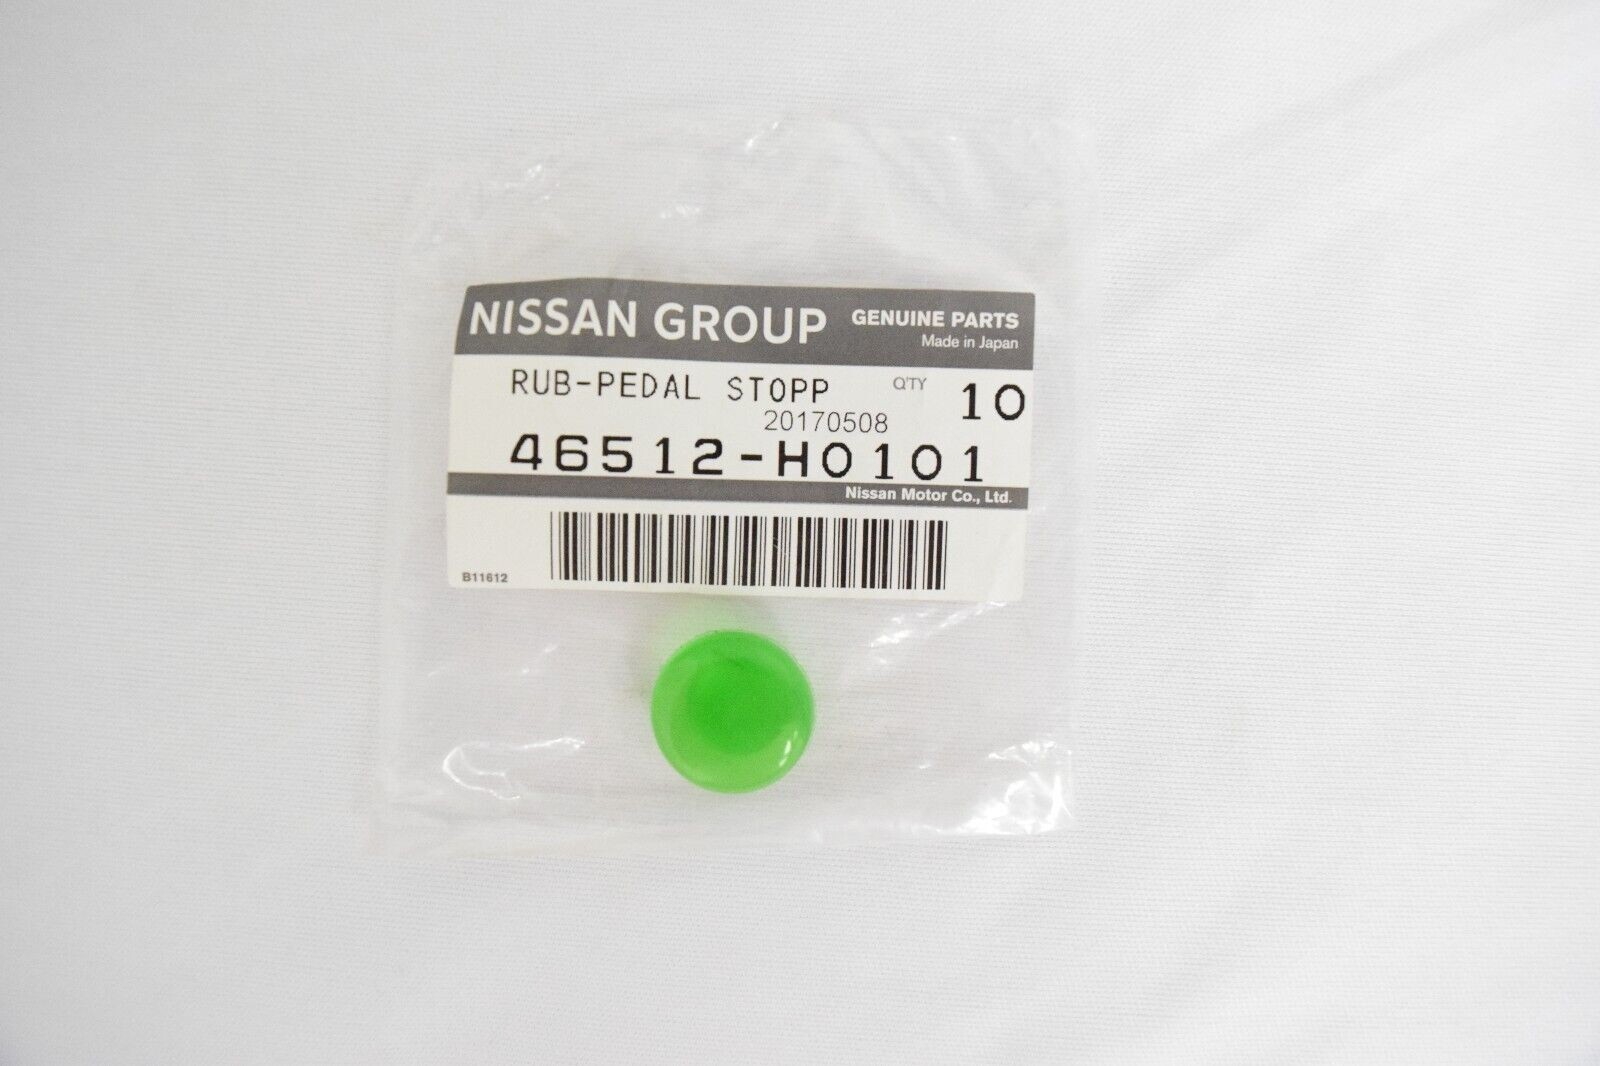 NISSAN GROUP GENUINE PARTS
Made in Japan
RUB-PEDAL STOPP Q'TY 10
20170508
46512-H0101
Nissan Motor Co., Ltd.
B11612